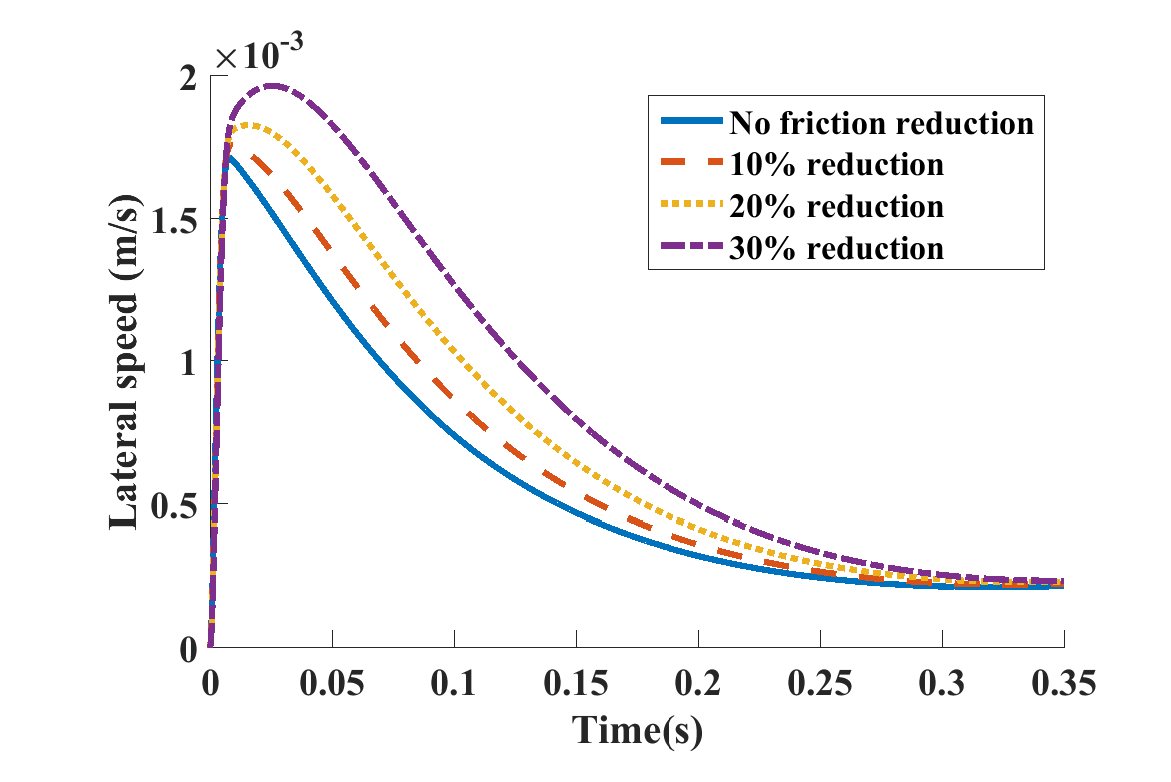 ×10-3
2
1.5
1
0.5
0
Lateral speed (m/s)
No friction reduction
10% reduction
20% reduction
30% reduction
0 0.05 0.1 0.15 0.2 0.25 0.3 0.35
Time(s)